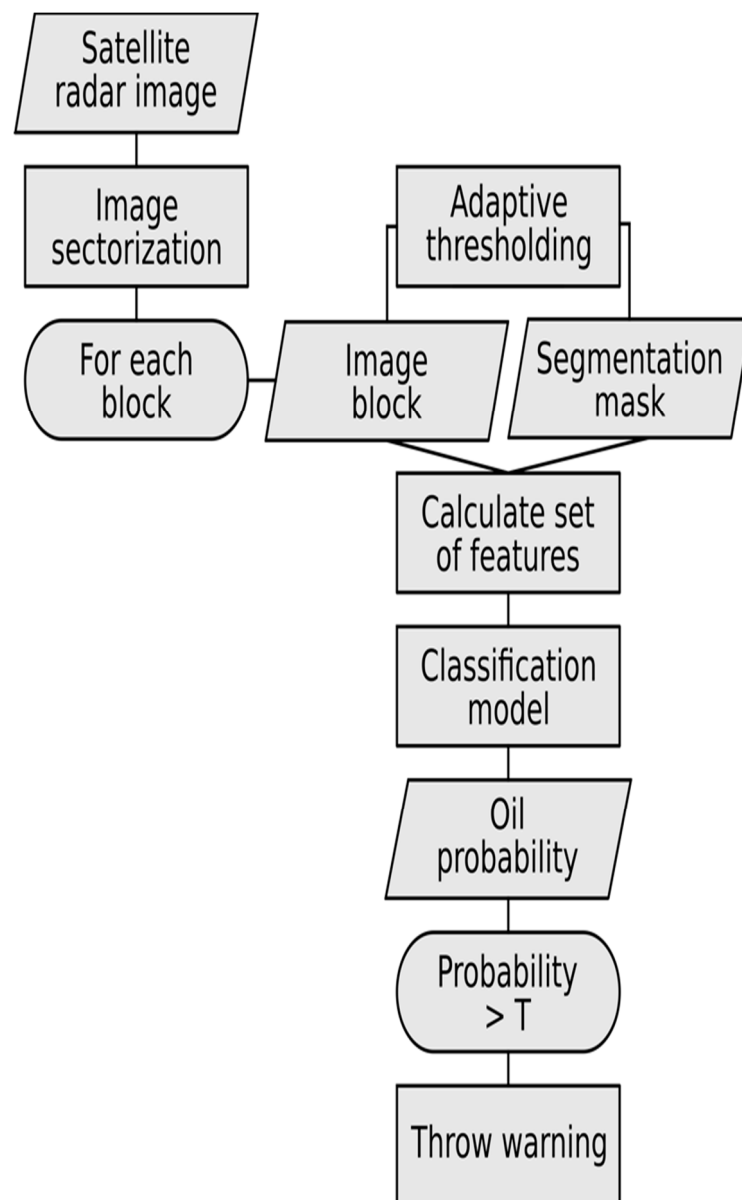 Satellite
radar image
Image
sectorization
For each
block
Adaptive
thresholding
Image
block
Segmentation
mask
Calculate set
of features
Classification
model
Oil
probability
Probability
> T
Throw warning